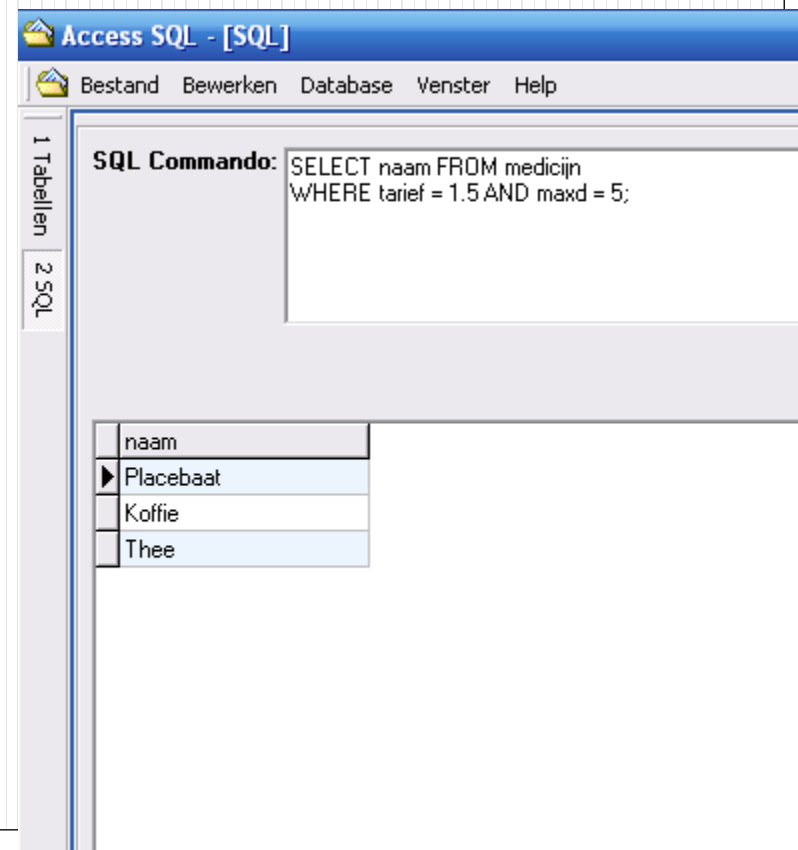 Access SQL - [SQL]
Bestand Bewerken Database Venster Help
1 Tabellen
2 SQL
SQL Commando:
SELECT naam FROM medicijn
WHERE tarief = 1.5 AND maxd = 5;
naam
Placebaat
Koffie
Thee